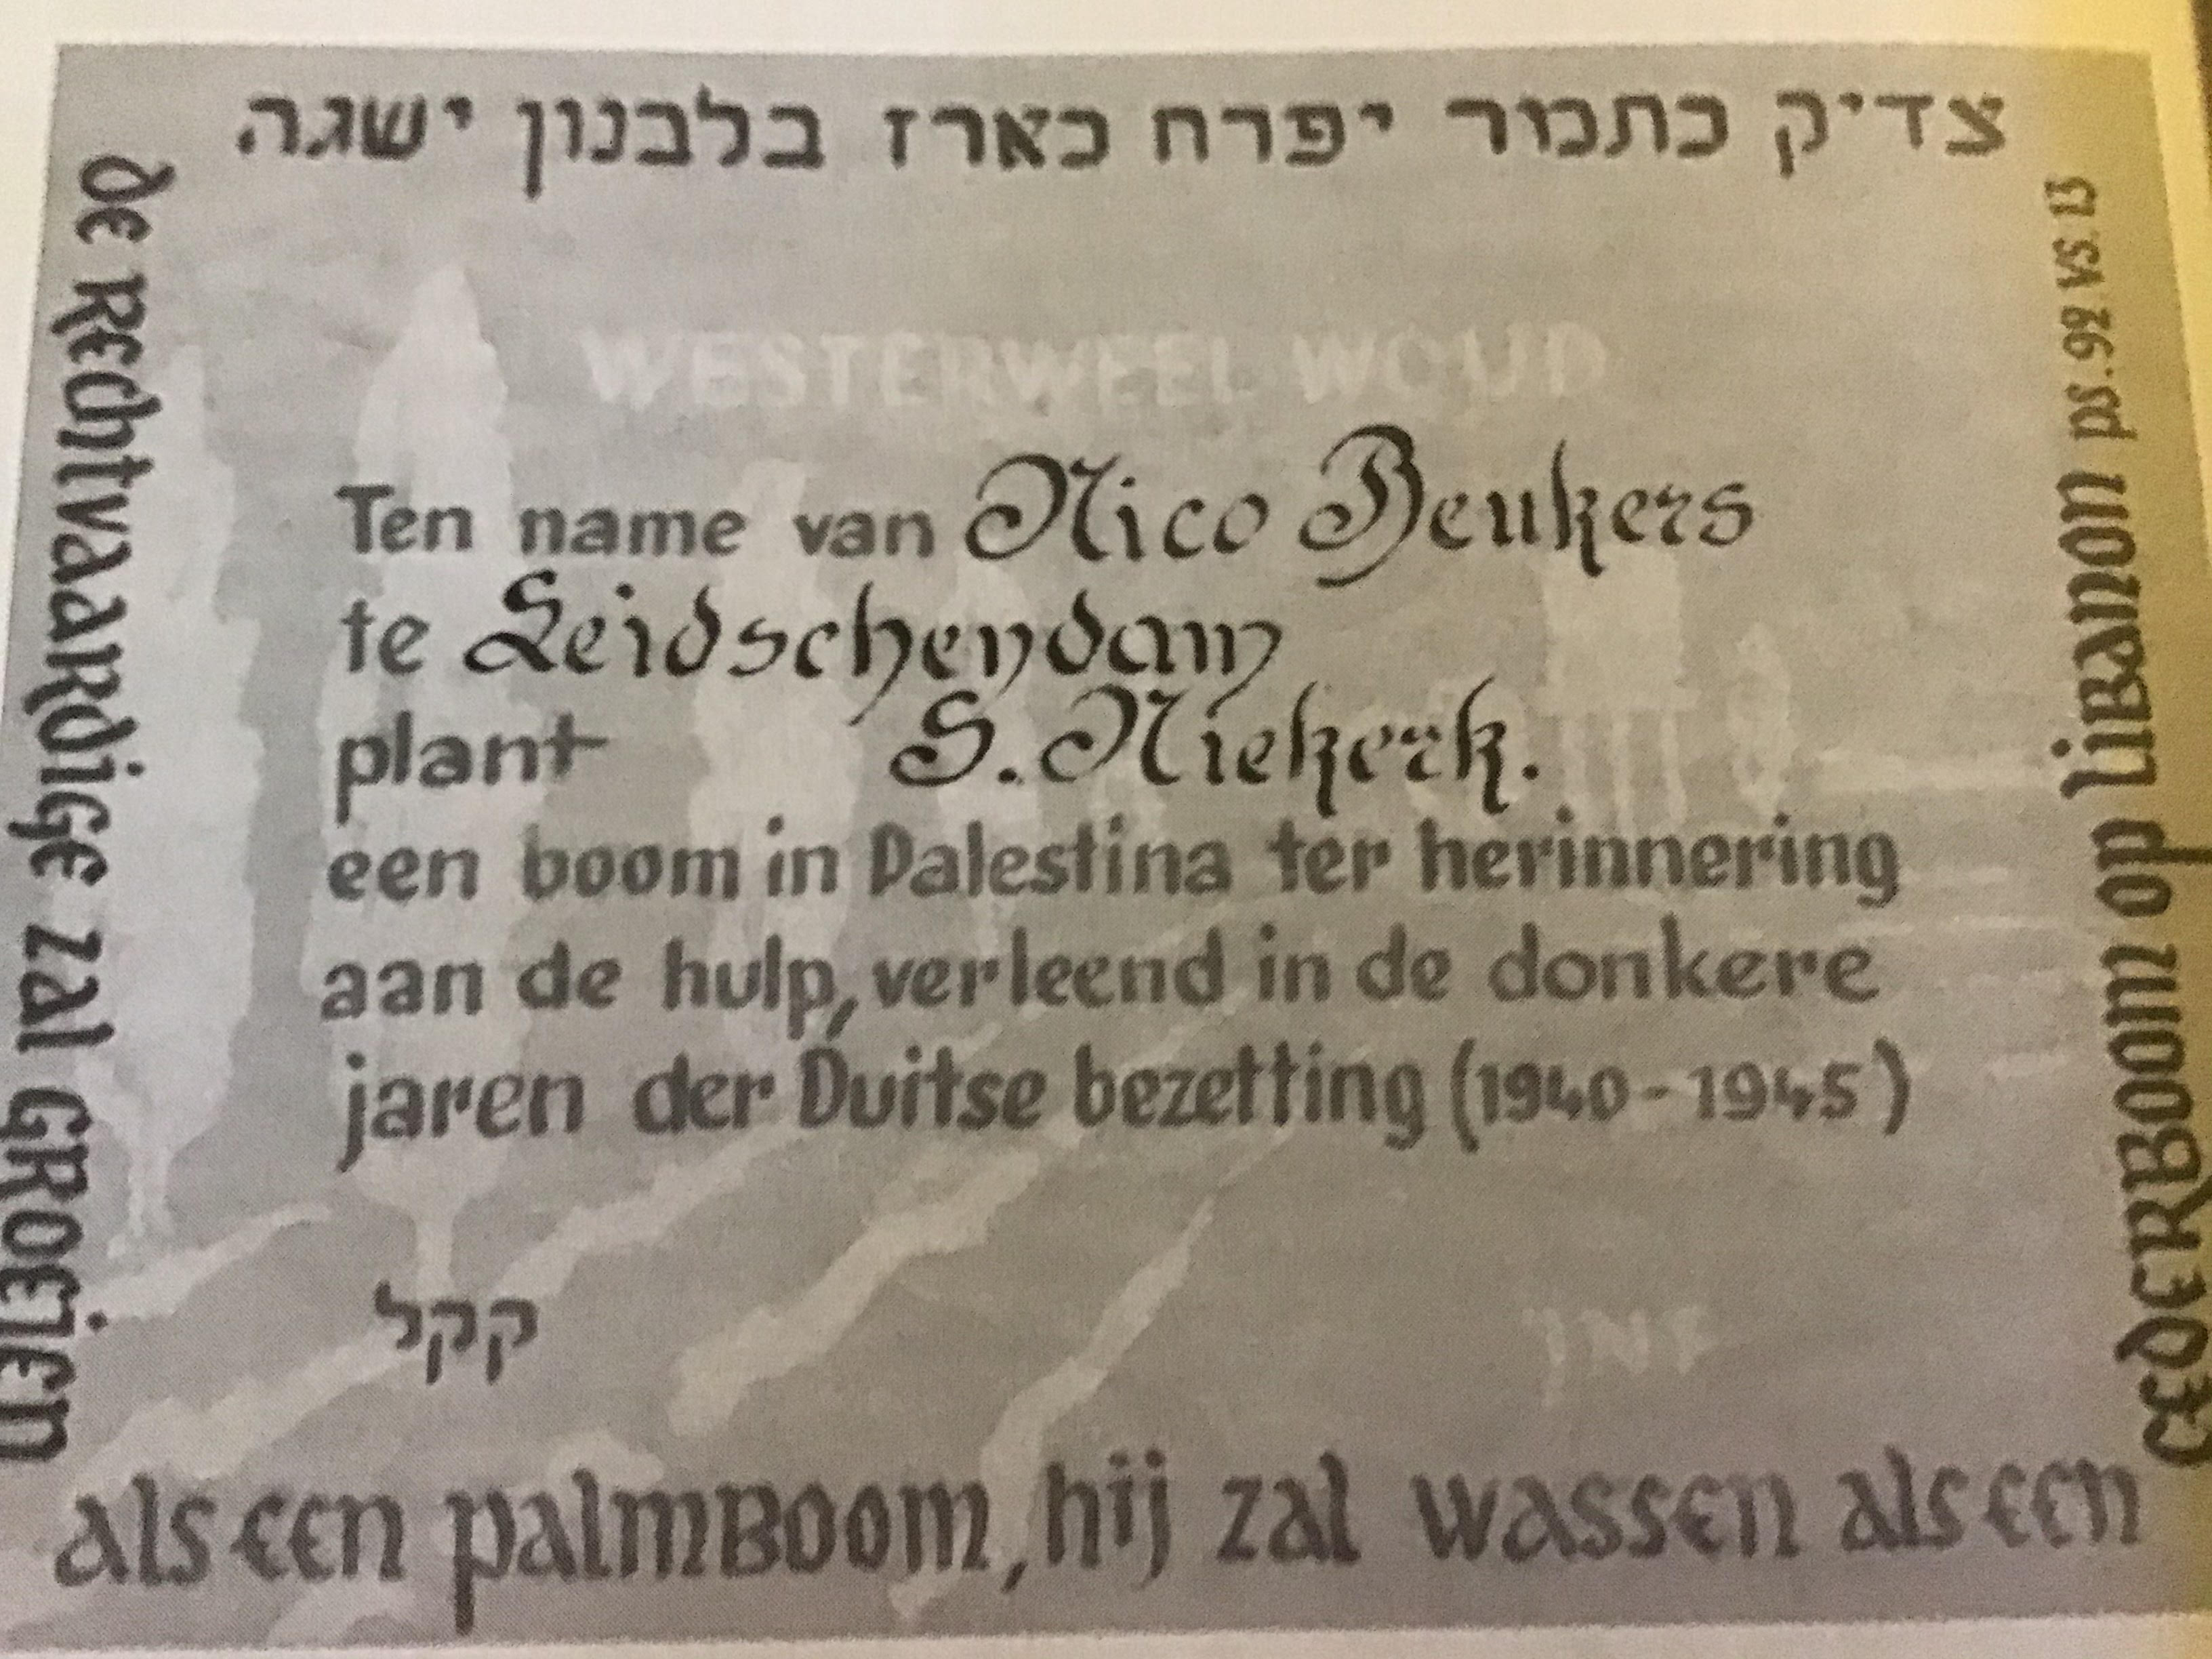 צדיק כתמר יפרח כארז בלבנון ישגה
WESTERWEEL WOUD
Ten name van Nico Beukers
te Leidschendam
plant S. Niekerk.
een boom in Palestina ter herinnering
aan de hulp, verleend in de donkere
jaren der Duitse bezetting (1940-1945)
קקל
JNF
de Rechtvaardige zal groeien
als een palmboom, hij zal wassen als een
cederboom op Libanon ps. 92 vs. 13